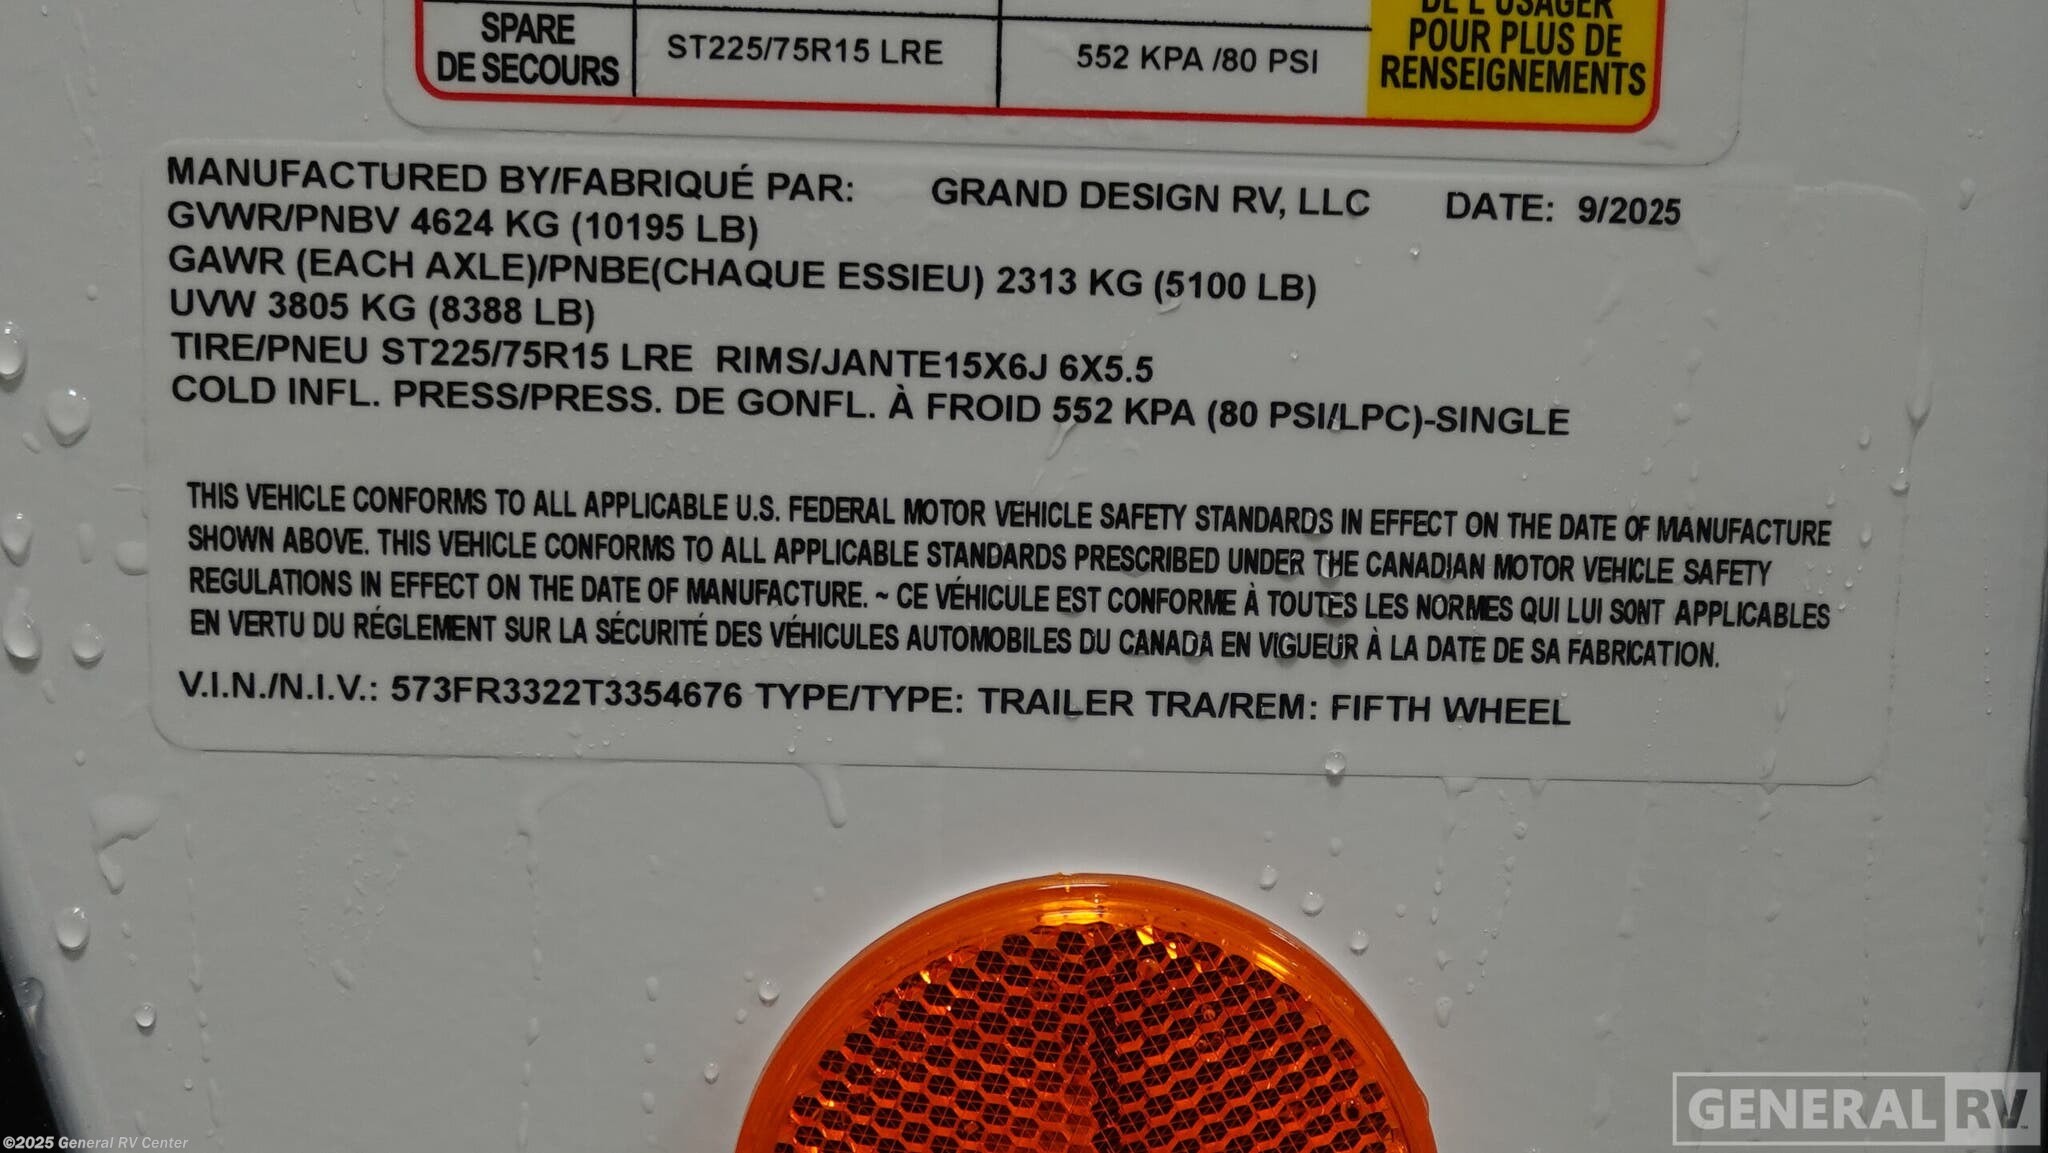 SPARE
DE SECOURS
ST225/75R15 LRE
552 KPA /80 PSI
DE L'USAGER
POUR PLUS DE
RENSEIGNEMENTS
MANUFACTURED BY/FABRIQUÉ PAR: GRAND DESIGN RV, LLC DATE: 9/2025
GVWR/PNBV 4624 KG (10195 LB)
GAWR (EACH AXLE)/PNBE(CHAQUE ESSIEU) 2313 KG (5100 LB)
UVW 3805 KG (8388 LB)
TIRE/PNEU ST225/75R15 LRE RIMS/JANTE15X6J 6X5.5
COLD INFL. PRESS/PRESS. DE GONFL. À FROID 552 KPA (80 PSI/LPC)-SINGLE
THIS VEHICLE CONFORMS TO ALL APPLICABLE U.S. FEDERAL MOTOR VEHICLE SAFETY STANDARDS IN EFFECT ON THE DATE OF MANUFACTURE
SHOWN ABOVE. THIS VEHICLE CONFORMS TO ALL APPLICABLE STANDARDS PRESCRIBED UNDER THE CANADIAN MOTOR VEHICLE SAFETY
REGULATIONS IN EFFECT ON THE DATE OF MANUFACTURE. ~ CE VÉHICULE EST CONFORME À TOUTES LES NORMES QUI LUI SONT APPLICABLES
EN VERTU DU RÉGLEMENT SUR LA SÉCURITÉ DES VÉHICULES AUTOMOBILES DU CANADA EN VIGUEUR À LA DATE DE SA FABRICATION.
V.I.N./N.I.V.: 573FR3322T3354676 TYPE/TYPE: TRAILER TRA/REM: FIFTH WHEEL
GENERAL RV
©2025 General RV Center